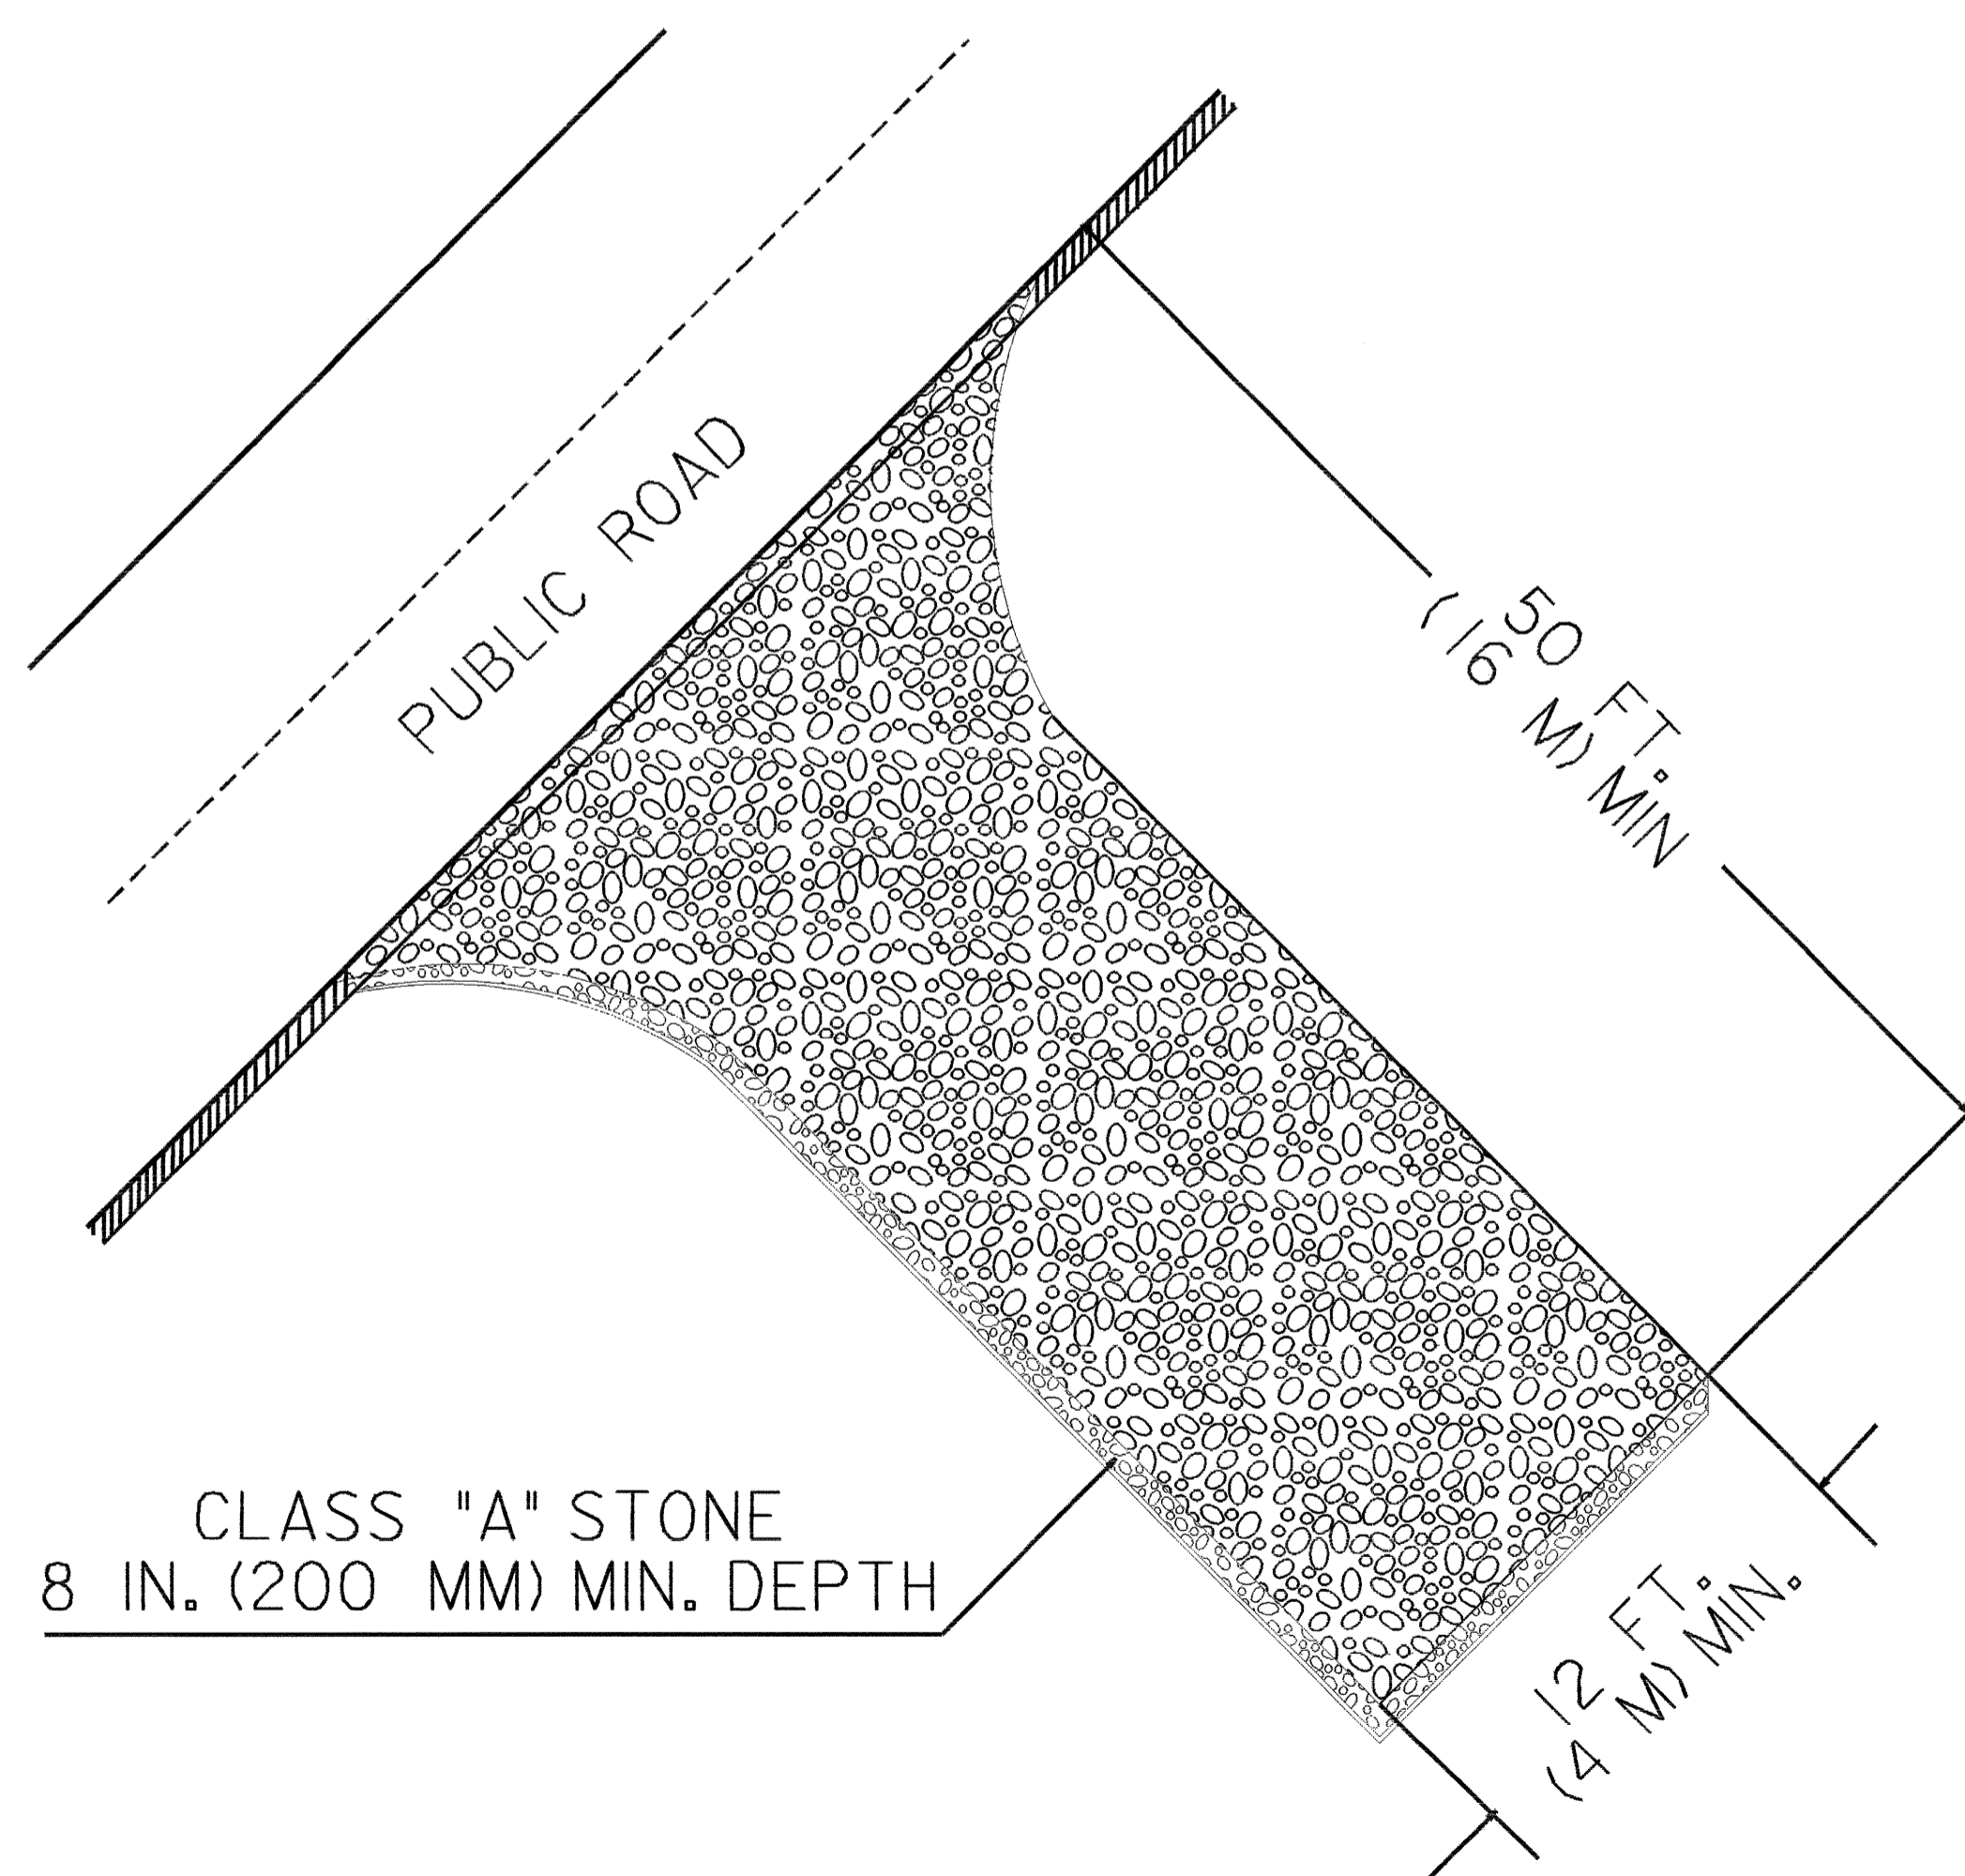 PUBLIC ROAD
50 FT.
(16 M) MIN
CLASS "A" STONE
8 IN. (200 MM) MIN. DEPTH
12 FT.
(4 M) MIN.